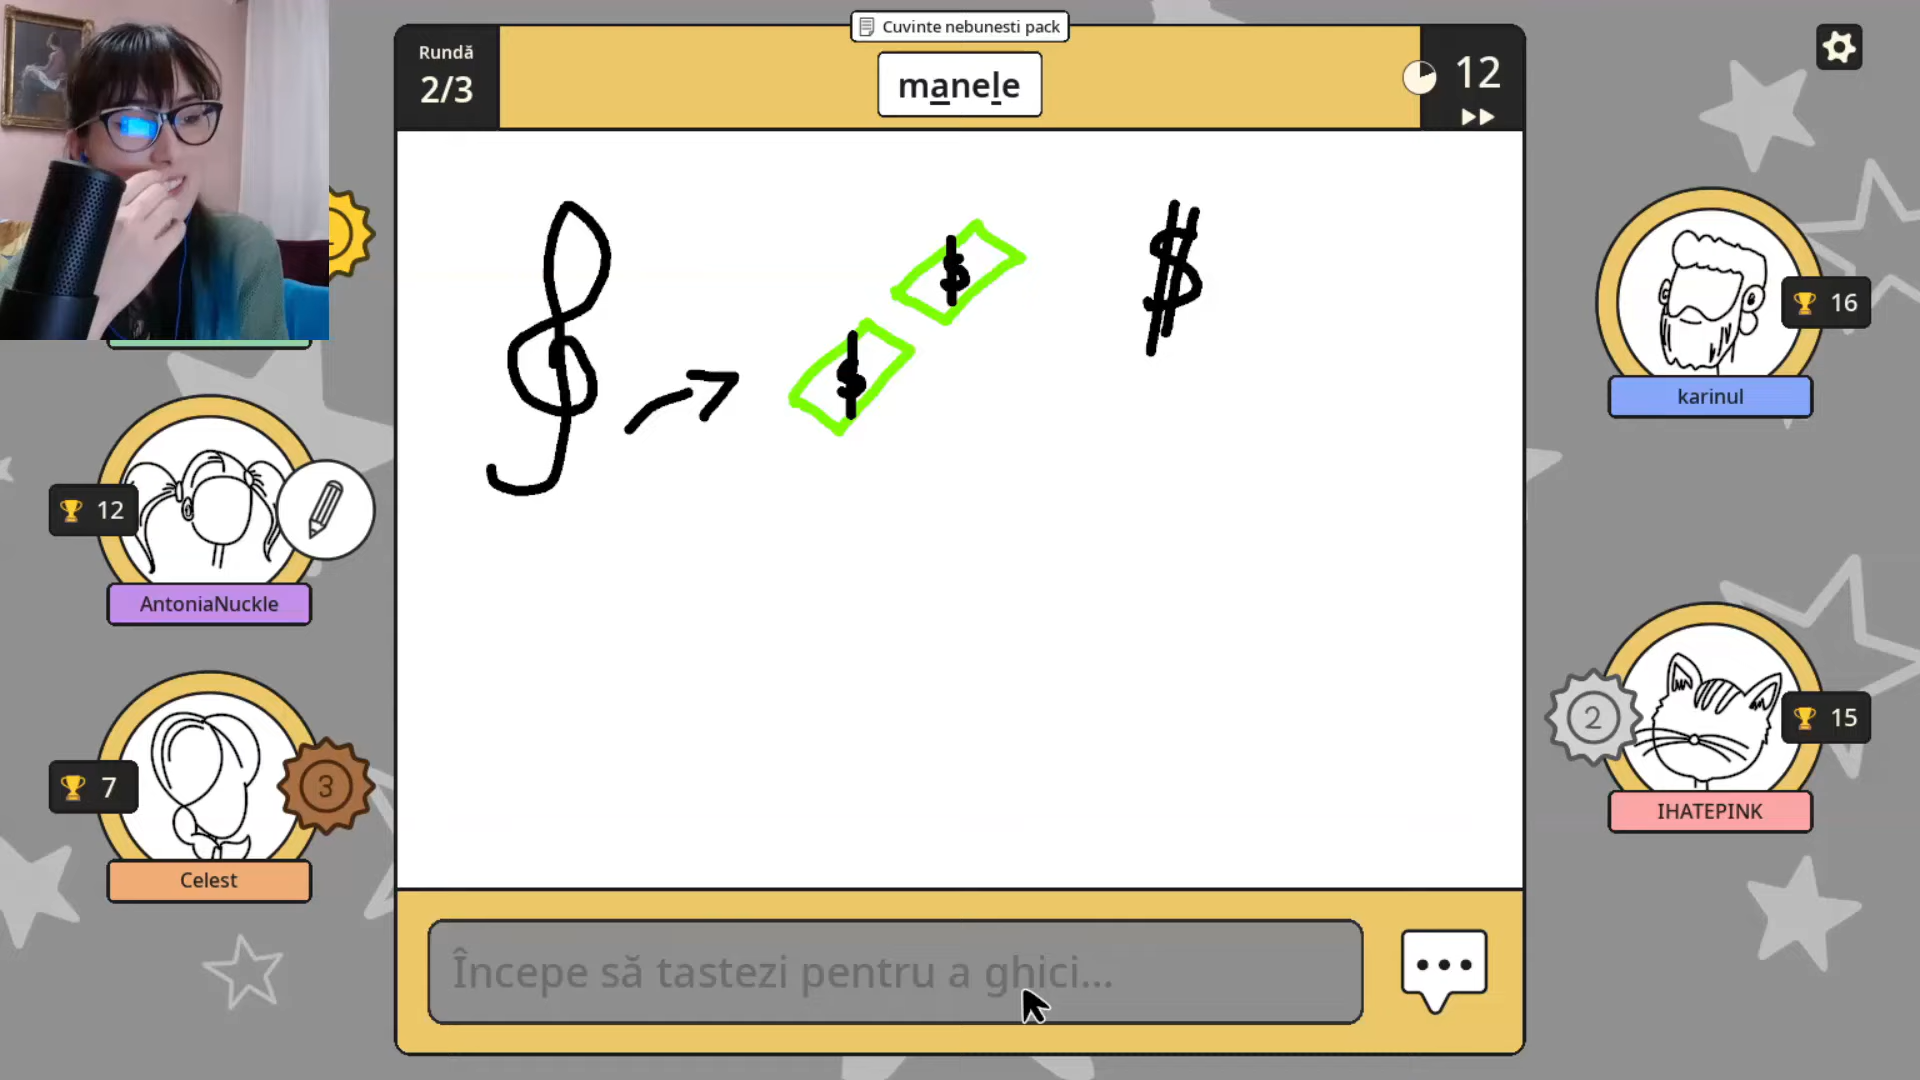 Cuvinte nebunesti pack
Rundă
2/3
manele
12
$
$
$
16
karinul
12
AntoniaNuckle
2
15
IHATEPINK
7
3
Celest
Începe să tastezi pentru a ghici...